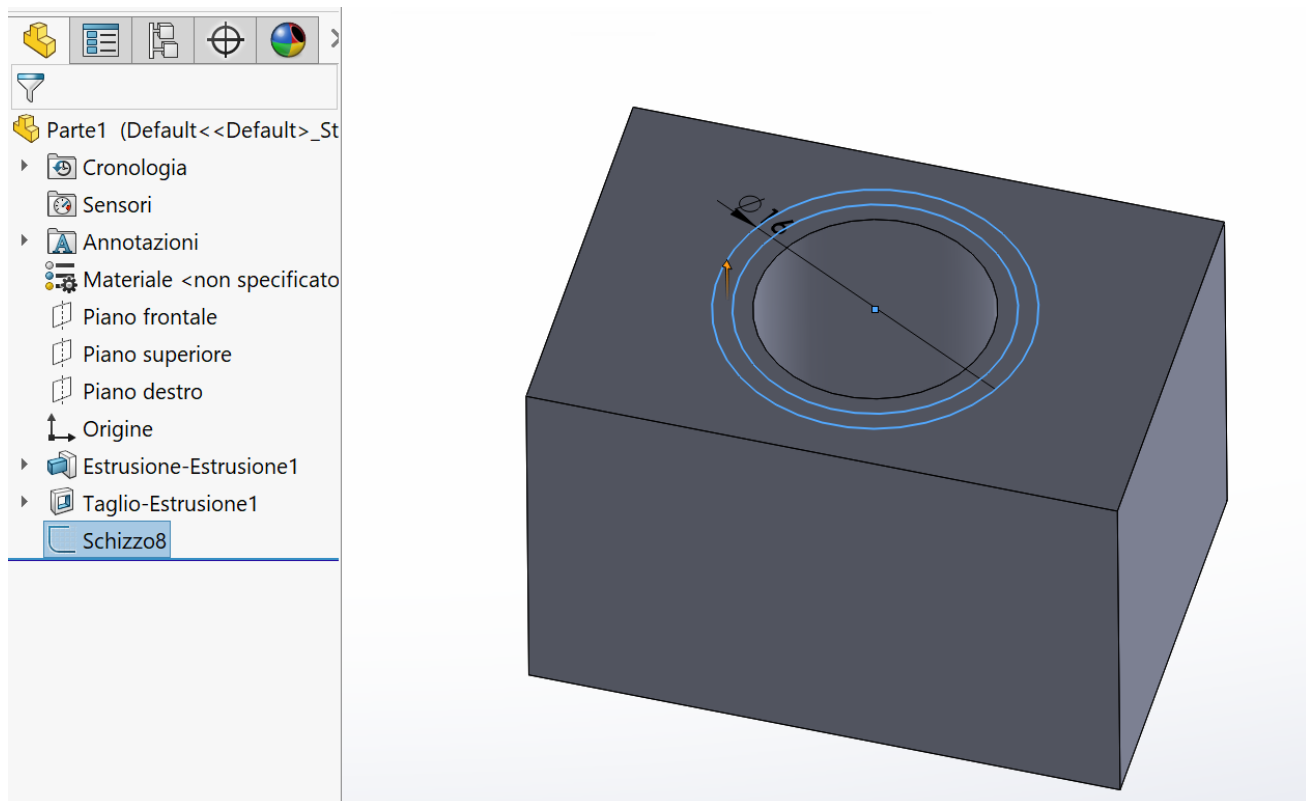 Parte1 (Default<<Default>_St
Cronologia
Sensori
Annotazioni
Materiale <non specificato
Piano frontale
Piano superiore
Piano destro
Origine
Estrusione-Estrusione1
Taglio-Estrusione1
Schizzo8
∅16